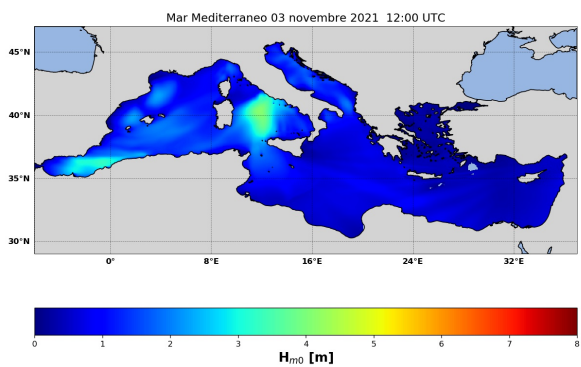 Mar Mediterraneo 03 novembre 2021 12:00 UTC
45°N
40°N
35°N
30°N
0° 8°E 16°E 24°E 32°E
0 1 2 3 4 5 6 7 8
H_{m0} [m]